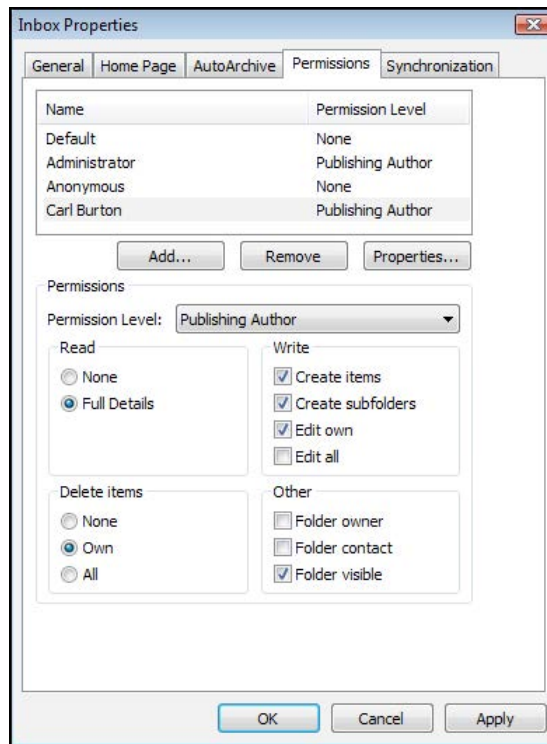 Inbox Properties
General Home Page AutoArchive Permissions Synchronization
Name Permission Level
Default None
Administrator Publishing Author
Anonymous None
Carl Burton Publishing Author
Add... Remove Properties...
Permissions
Permission Level: Publishing Author
Read
None
Full Details
Write
Create items
Create subfolders
Edit own
Edit all
Delete items
None
Own
All
Other
Folder owner
Folder contact
Folder visible
OK Cancel Apply